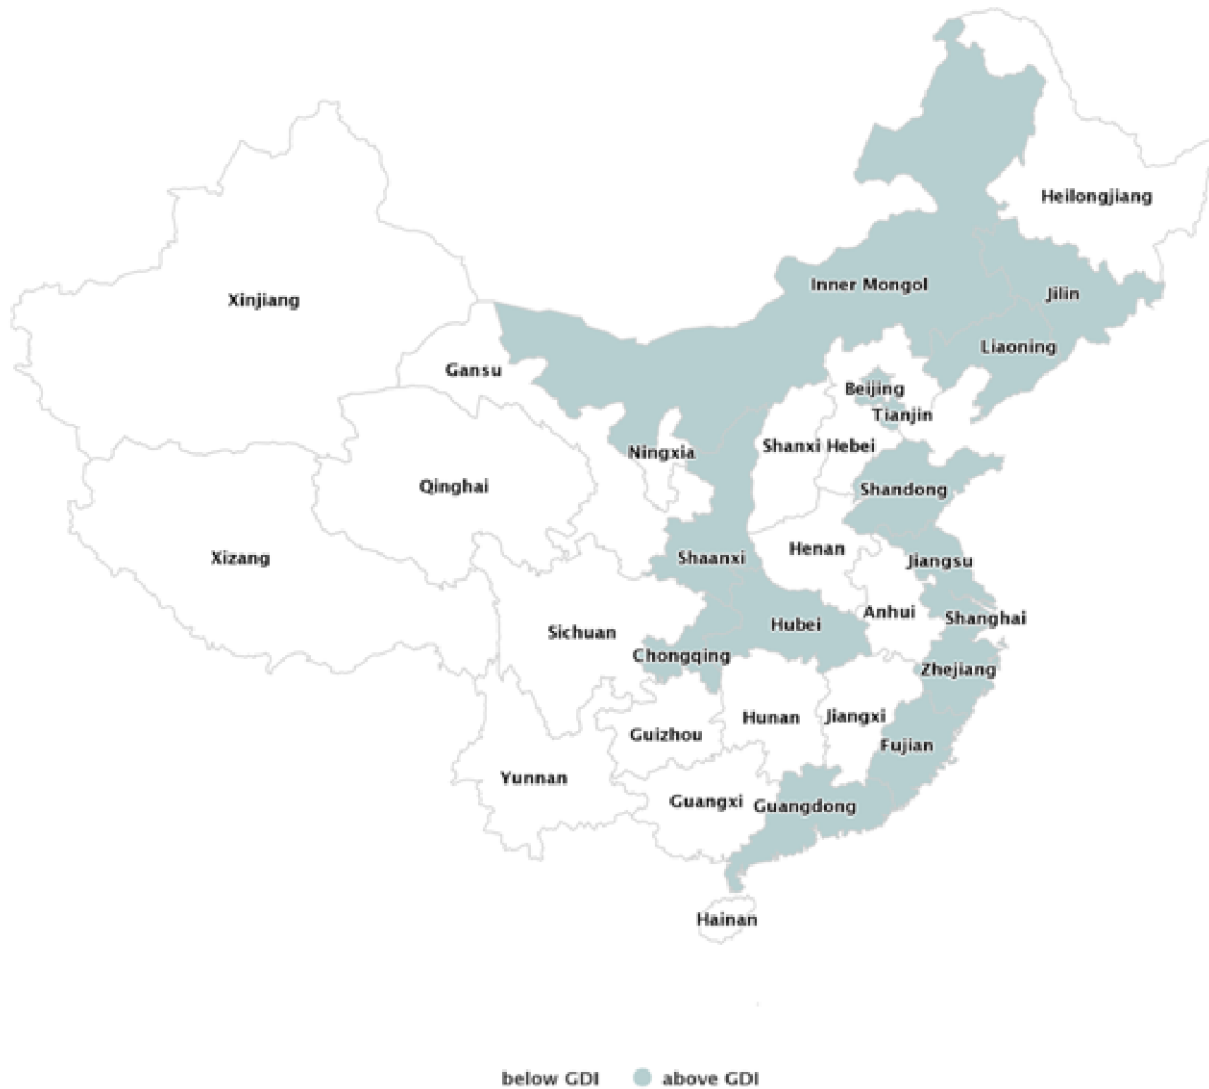 Heilongjiang
Inner Mongol
Jilin
Xinjiang
Liaoning
Gansu
Beijing
Tianjin
Shanxi Hebei
Ningxia
Qinghai
Shandong
Henan
Xizang
Shaanxi
Jiangsu
Anhui
Shanghai
Hubei
Sichuan
Chongqing
Zhejiang
Hunan
Jiangxi
Guizhou
Fujian
Yunnan
Guangxi
Guangdong
Hainan
below GDI above GDI